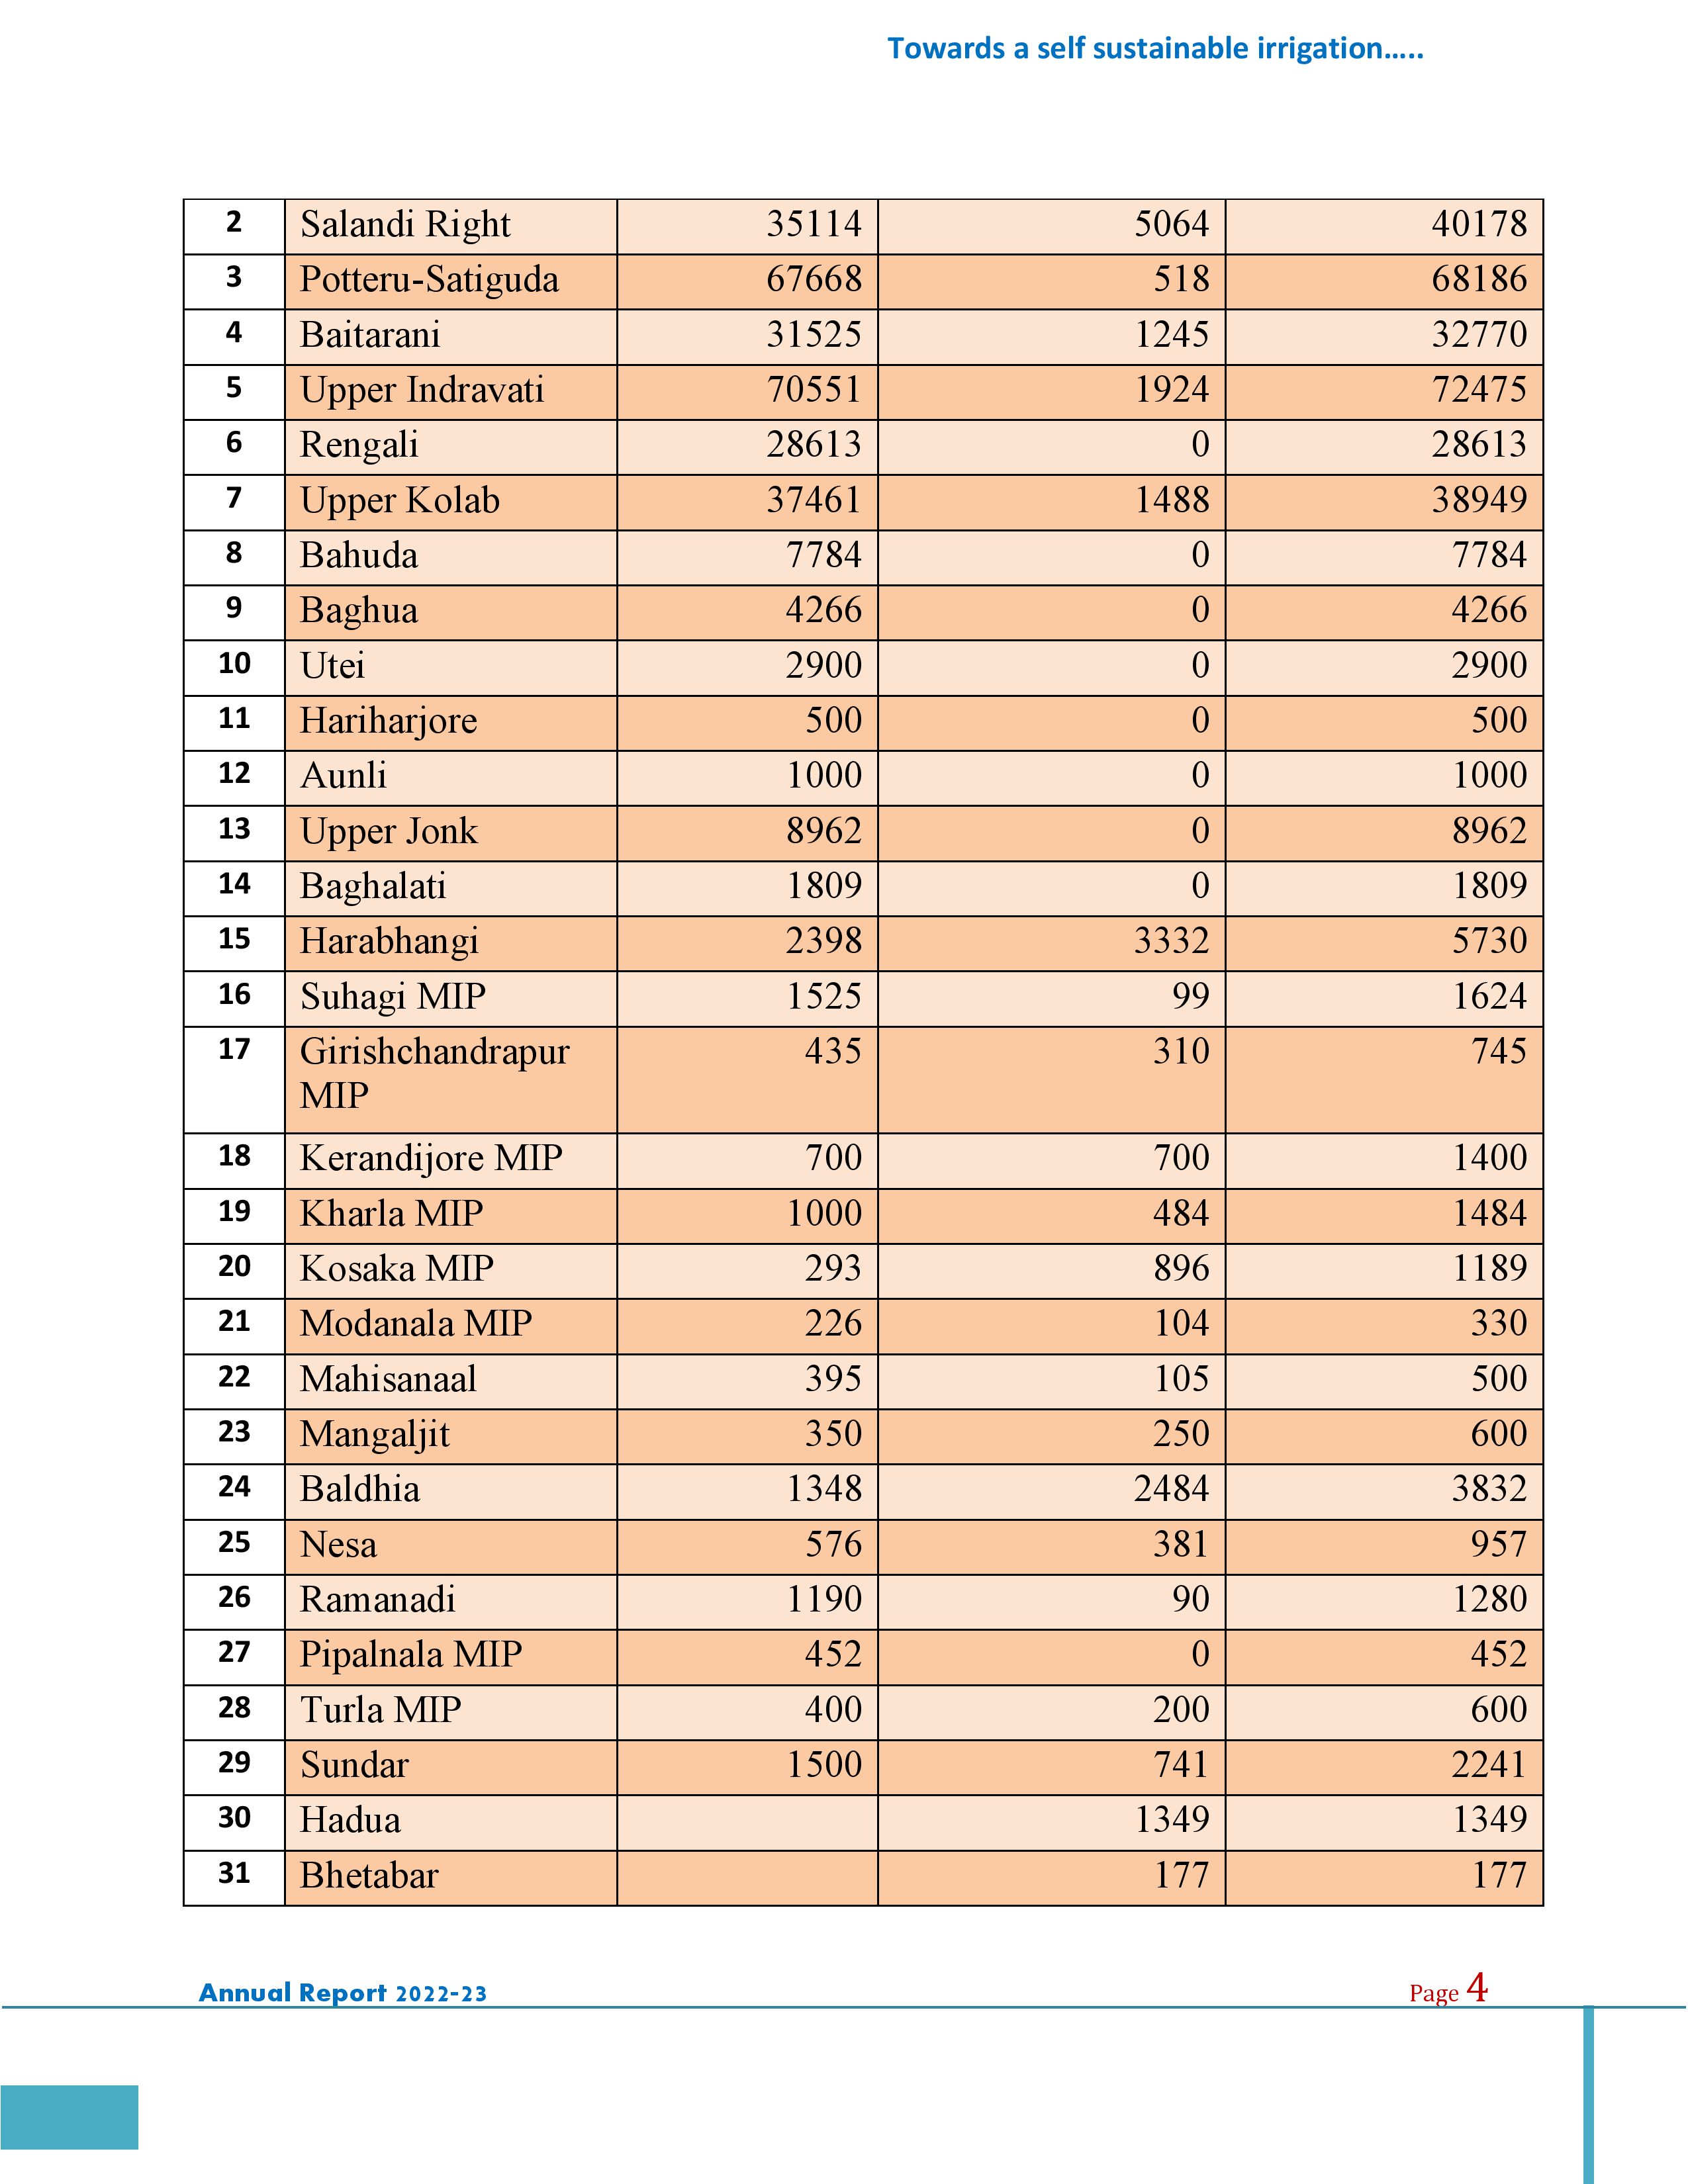 Towards a self sustainable irrigation.....
2 Salandi Right 35114 5064 40178
3 Potteru-Satiguda 67668 518 68186
4 Baitarani 31525 1245 32770
5 Upper Indravati 70551 1924 72475
6 Rengali 28613 0 28613
7 Upper Kolab 37461 1488 38949
8 Bahuda 7784 0 7784
9 Baghua 4266 0 4266
10 Utei 2900 0 2900
11 Hariharjore 500 0 500
12 Aunli 1000 0 1000
13 Upper Jonk 8962 0 8962
14 Baghalati 1809 0 1809
15 Harabhangi 2398 3332 5730
16 Suhagi MIP 1525 99 1624
17 Girishchandrapur 435 310 745
MIP
18 Kerandijore MIP 700 700 1400
19 Kharla MIP 1000 484 1484
20 Kosaka MIP 293 896 1189
21 Modanala MIP 226 104 330
22 Mahisanaal 395 105 500
23 Mangaljit 350 250 600
24 Baldhia 1348 2484 3832
25 Nesa 576 381 957
26 Ramanadi 1190 90 1280
27 Pipalnala MIP 452 0 452
28 Turla MIP 400 200 600
29 Sundar 1500 741 2241
30 Hadua 1349 1349
31 Bhetabar 177 177
Annual Report 2022-23 Page 4